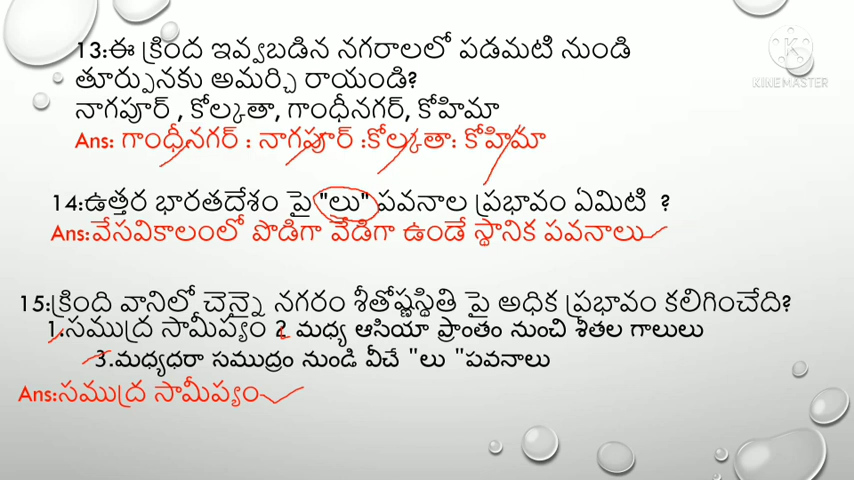 13:ఈ క్రింద ఇవ్వబడిన నగరాలలో పడమటి నుండి
తూర్పునకు అమర్చి రాయండి?
నాగపూర్ , కోల్కతా, గాంధీనగర్, కోహిమా
Ans: గాంధీనగర్ : నాగపూర్ :కోల్కతా: కోహిమా
14:ఉత్తర భారతదేశం పై "లు" పవనాల ప్రభావం ఏమిటి ?
Ans:వేసవికాలంలో పొడిగా వేడిగా ఉండే స్థానిక పవనాలు
15:క్రింది వానిలో చెన్నై నగరం శీతోష్ణస్థితి పై అధిక ప్రభావం కలిగించేది?
1.సముద్ర సామీప్యం 2 మధ్య ఆసియా ప్రాంతం నుంచి శీతల గాలులు
3.మధ్యధరా సముద్రం నుండి వీచే "లు "పవనాలు
Ans:సముద్ర సామీప్యం
KINEMASTER